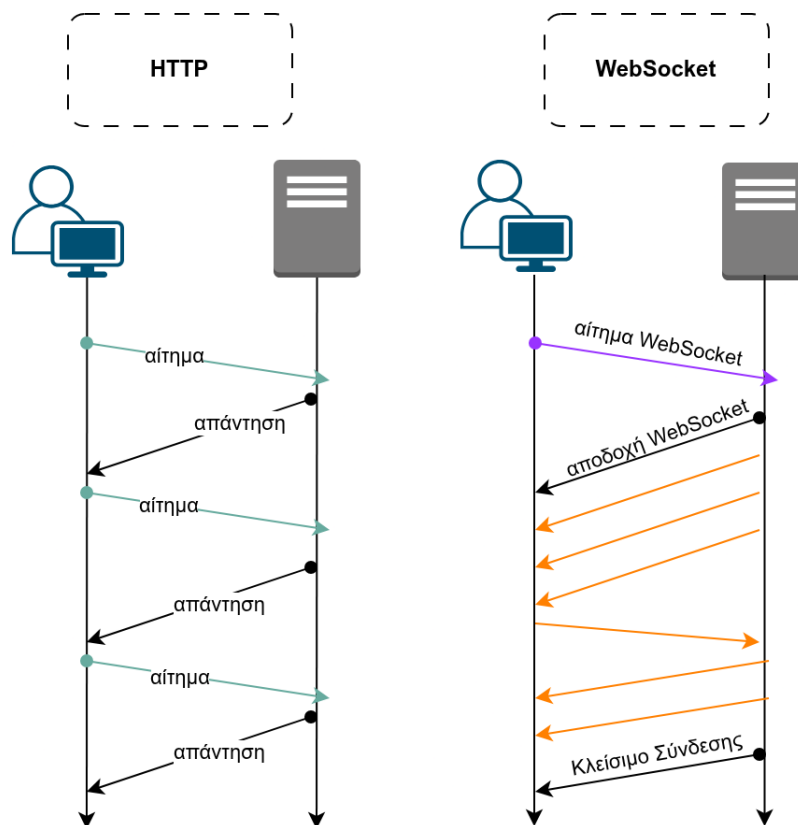 HTTP
WebSocket
αίτημα
απάντηση
αίτημα
απάντηση
αίτημα
απάντηση
αίτημα WebSocket
αποδοχή WebSocket
Κλείσιμο Σύνδεσης